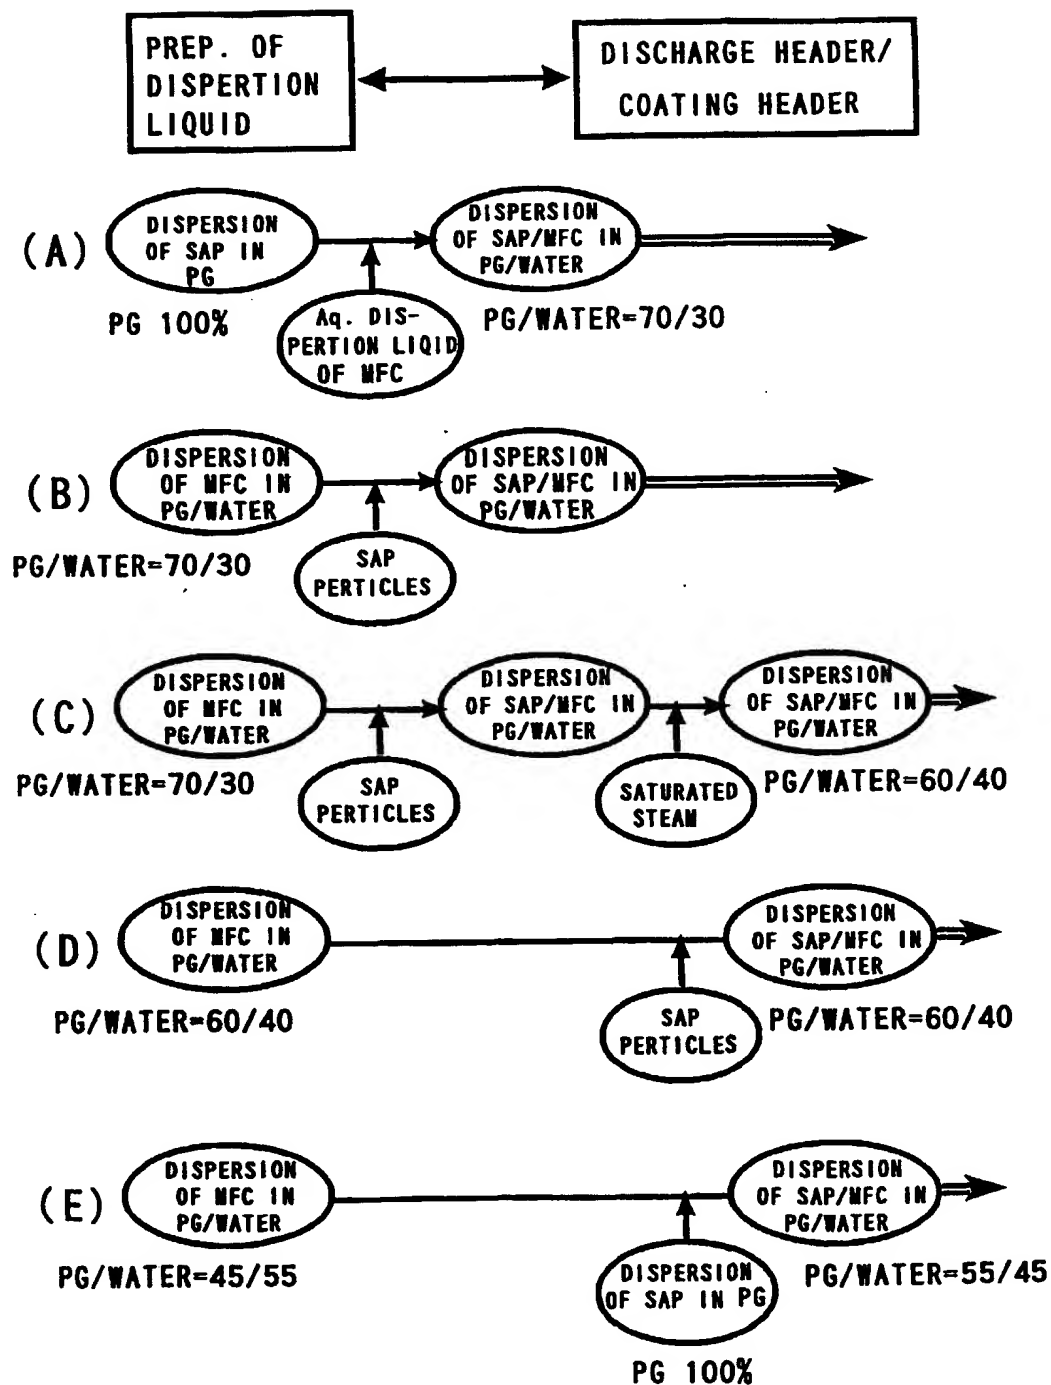 PREP. OF
DISPERTION
LIQUID
DISCHARGE HEADER/
COATING HEADER
(A)
DISPERSION
OF SAP IN
PG
PG 100%
Aq. DIS-
PERTION LIQID
OF MFC
DISPERSION
OF SAP/MFC IN
PG/WATER
PG/WATER=70/30
(B)
DISPERSION
OF MFC IN
PG/WATER
PG/WATER=70/30
SAP
PERTICLES
DISPERSION
OF SAP/MFC IN
PG/WATER
(C)
DISPERSION
OF MFC IN
PG/WATER
PG/WATER=70/30
SAP
PERTICLES
DISPERSION
OF SAP/MFC IN
PG/WATER
SATURATED
STEAM
DISPERSION
OF SAP/MFC IN
PG/WATER
PG/WATER=60/40
(D)
DISPERSION
OF MFC IN
PG/WATER
PG/WATER=60/40
SAP
PERTICLES
DISPERSION
OF SAP/MFC IN
PG/WATER
PG/WATER=60/40
(E)
DISPERSION
OF MFC IN
PG/WATER
PG/WATER=45/55
DISPERSION
OF SAP IN PG
PG 100%
DISPERSION
OF SAP/MFC IN
PG/WATER
PG/WATER=55/45